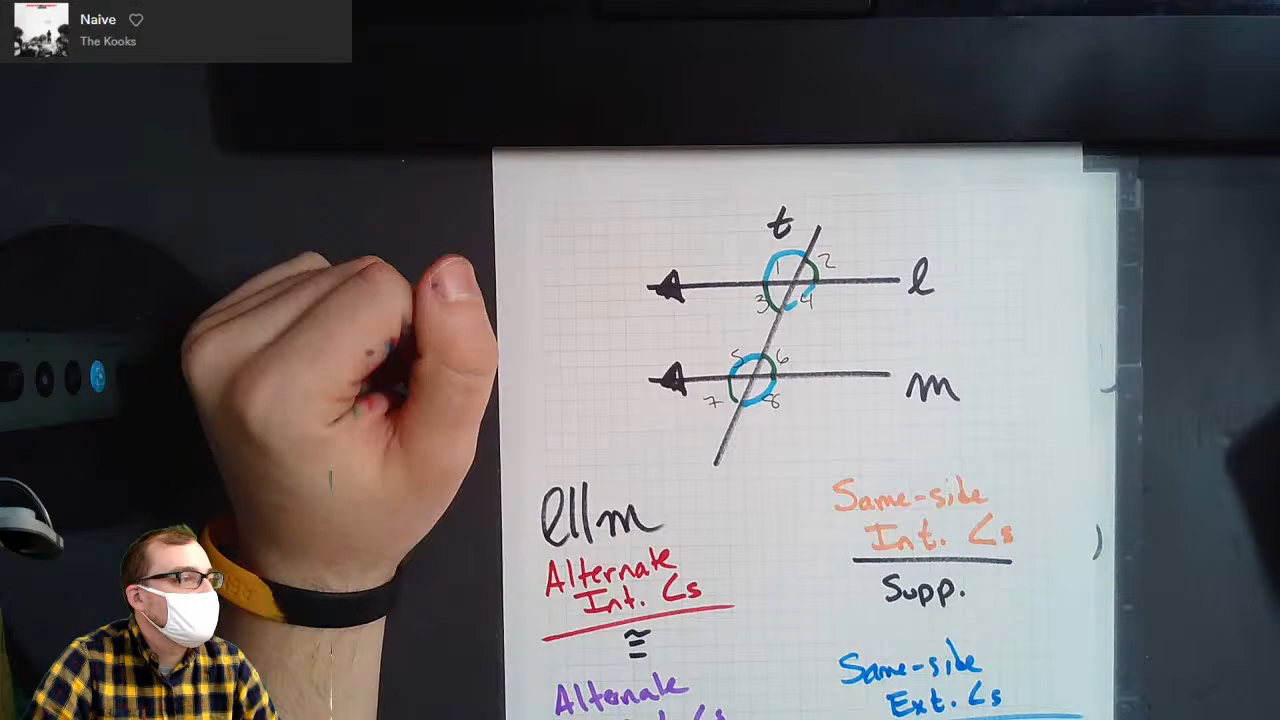 Naive
The Kooks
t
1 2
l
3 4
5 6
m
7 8
l||m
Alternate
Int. ∠s
≅
Alternate
∠s
Same-side
Int. ∠s
Supp.
Same-side
Ext. ∠s